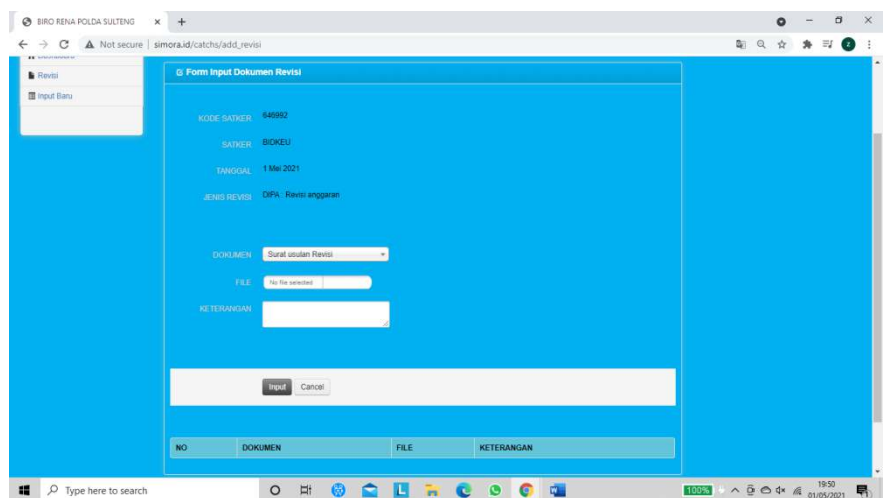 BIRO RENA POLDA SULTENG
Not secure | simora.id/catchs/add_revisi
Z
Dashboard
Revisi
Input Baru
Form Input Dokumen Revisi
KODE SATKER 646992
SATKER BIDKEU
TANGGAL 1 Mei 2021
JENIS REVISI DIPA : Revisi anggaran
DOKUMEN Surat usulan Revisi
FILE No file selected
KETERANGAN
Input Cancel
NO DOKUMEN FILE KETERANGAN
Type here to search
L
W
100%
19:50
01/05/2021